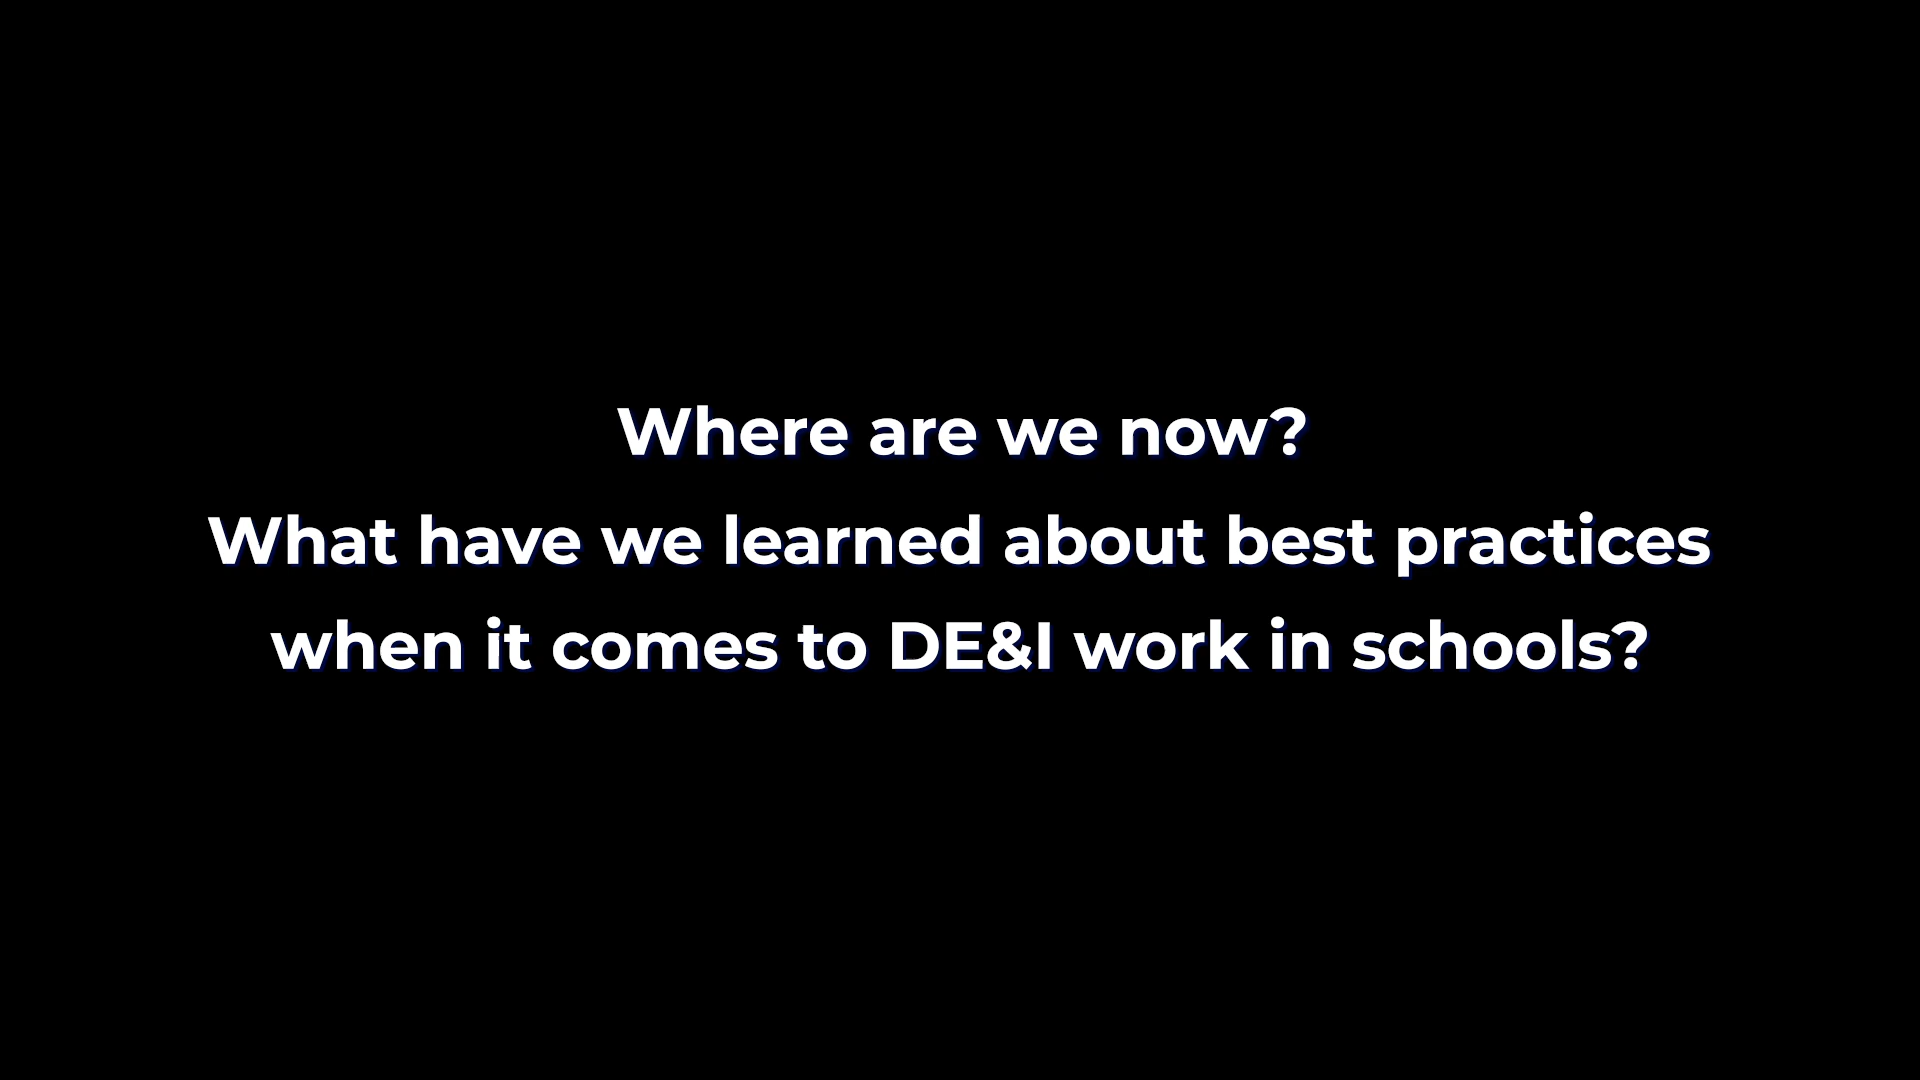 Where are we now?
What have we learned about best practices
when it comes to DE&I work in schools?